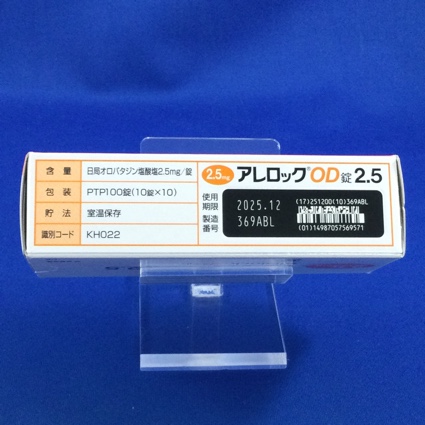 含量 日局オロパタジン塩酸塩2.5mg/錠
包装 PTP100錠(10錠×10)
貯法 室温保存
識別コード KH022
2.5mg アレロック®OD錠2.5
使用期限 2025.12
製造番号 369ABL
(17)251200(10)369ABL
(01)14987057569571